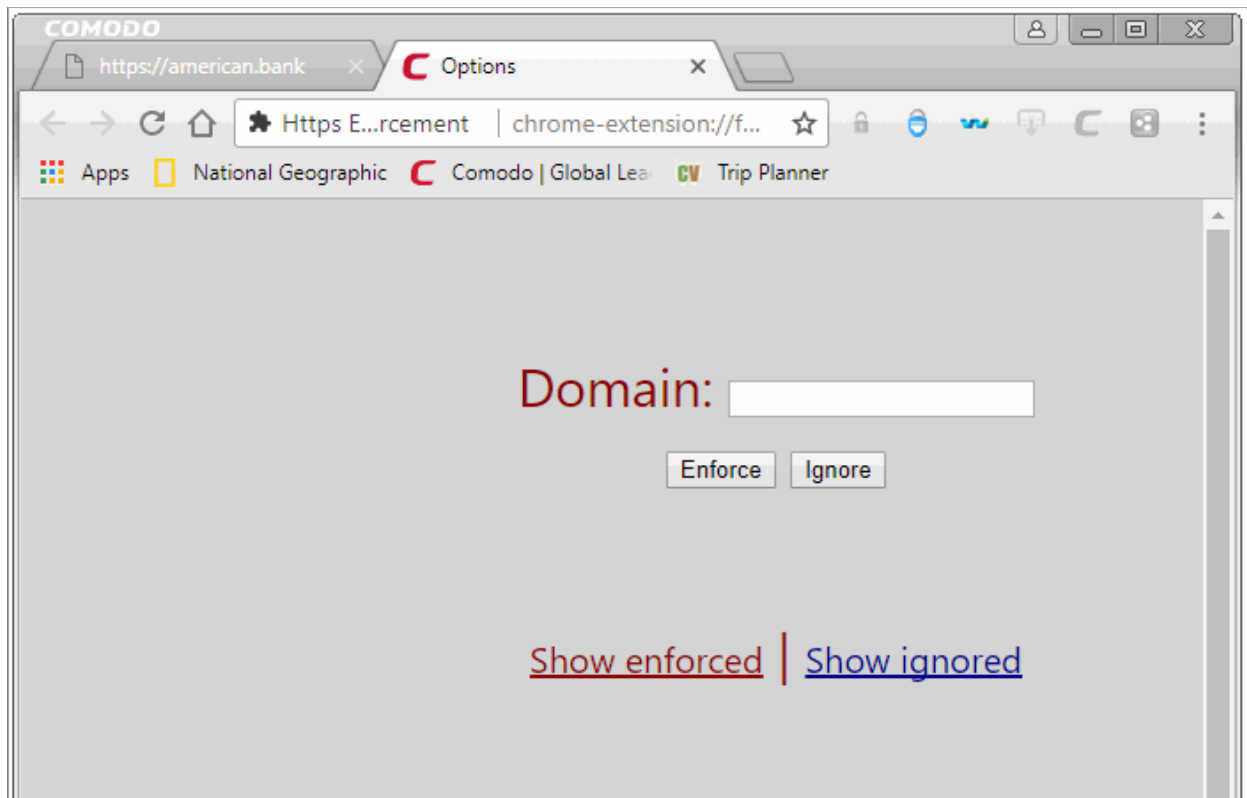 COMODO
https://american.bank
Options
Https E...rcement
chrome-extension://f...
Apps
National Geographic
Comodo | Global Lea
CV
Trip Planner
Domain:
Enforce
Ignore
Show enforced | Show ignored